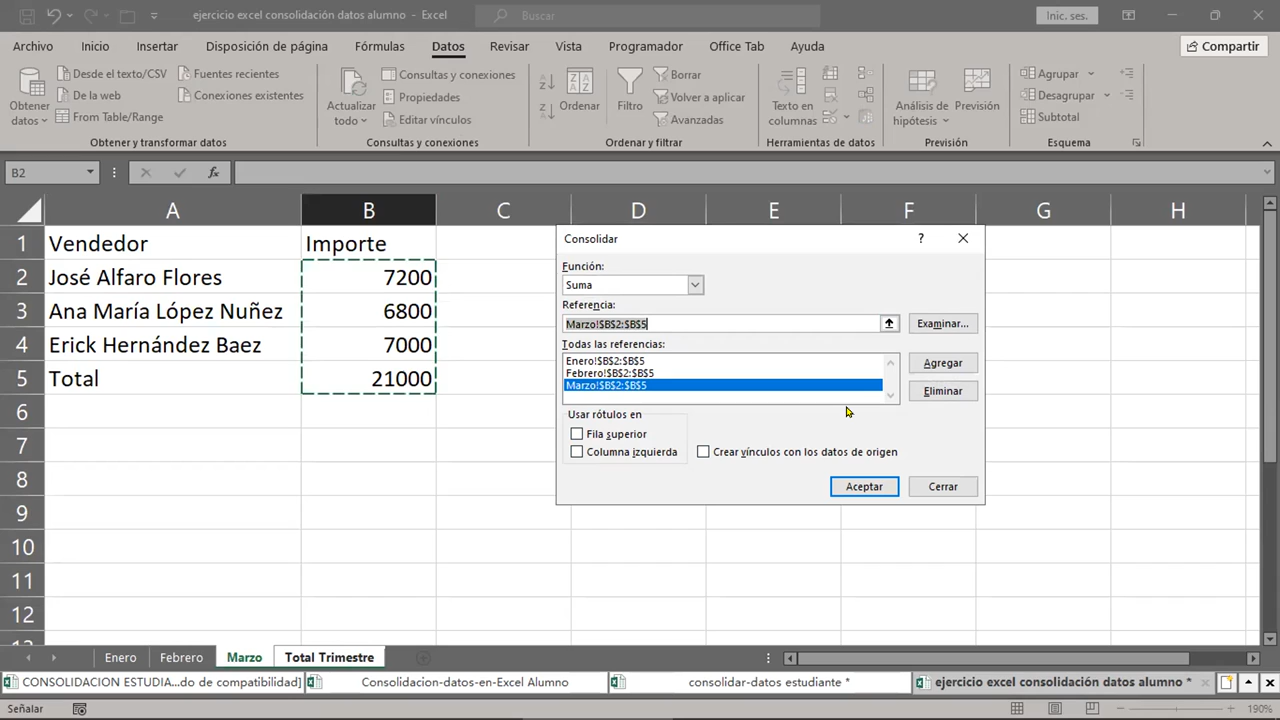 ejercicio excel consolidación datos alumno - Excel
Buscar
Inic. ses.
Archivo Inicio Insertar Disposición de página Fórmulas Datos Revisar Vista Programador Office Tab Ayuda
Compartir
Obtener datos
Desde el texto/CSV
De la web
From Table/Range
Fuentes recientes
Conexiones existentes
Obtener y transformar datos
Actualizar todo
Consultas y conexiones
Propiedades
Editar vínculos
Consultas y conexiones
Ordenar
Filtro
Borrar
Volver a aplicar
Avanzadas
Ordenar y filtrar
Texto en columnas
Herramientas de datos
Análisis de hipótesis
Previsión
Previsión
Agrupar
Desagrupar
Subtotal
Esquema
B2
fx
A B C D E F G H
1 Vendedor Importe
2 José Alfaro Flores 7200
3 Ana María López Nuñez 6800
4 Erick Hernández Baez 7000
5 Total 21000
6
7
8
9
10
11
12
13
Consolidar
?
Función:
Suma
Referencia:
Marzo!$B$2:$B$5
Examinar...
Todas las referencias:
Enero!$B$2:$B$5
Febrero!$B$2:$B$5
Marzo!$B$2:$B$5
Agregar
Eliminar
Usar rótulos en
Fila superior
Columna izquierda
Crear vínculos con los datos de origen
Aceptar
Cerrar
Enero Febrero Marzo Total Trimestre
CONSOLIDACION ESTUDIA...do de compatibilidad]
Consolidacion-datos-en-Excel Alumno
consolidar-datos estudiante *
ejercicio excel consolidación datos alumno *
Señalar
190%